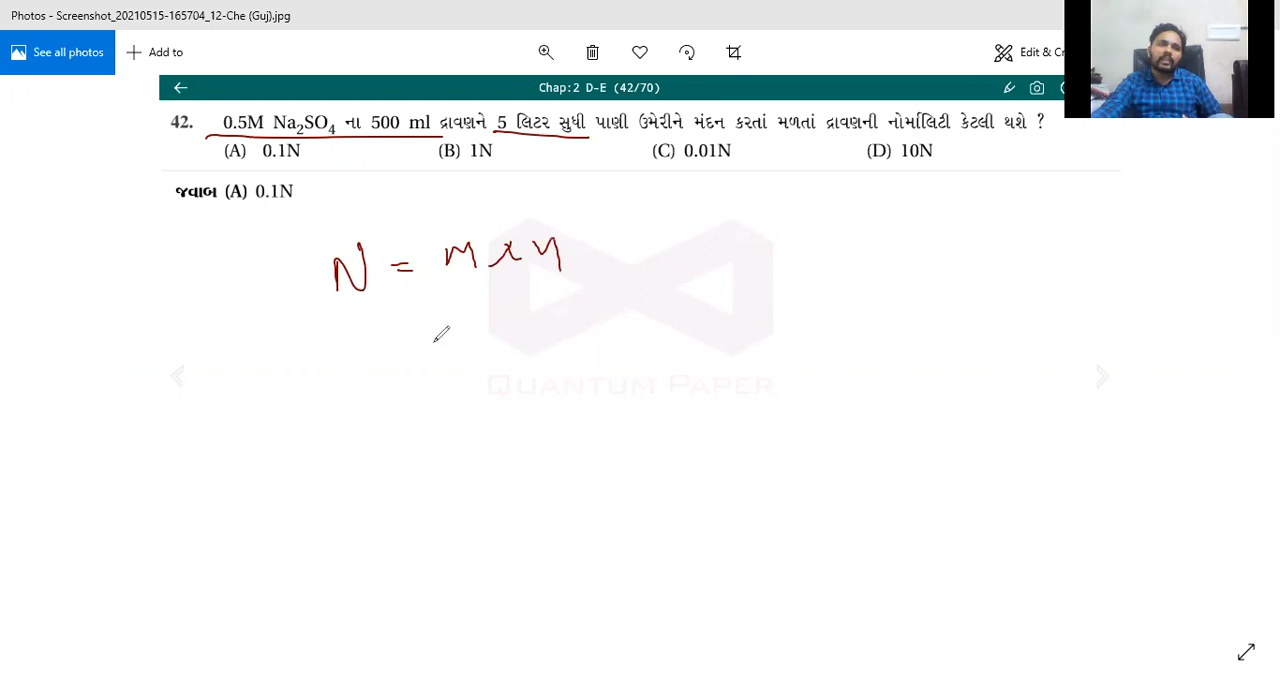 Photos - Screenshot_20210515-165704_12-Che (Guj).jpg
See all photos
Add to
Edit & Cr
Chap:2 D-E (42/70)
42. 0.5M Na₂SO₄ ના 500 ml દ્રાવણને 5 લિટર સુધી પાણી ઉમેરીને મંદન કરતાં મળતાં દ્રાવણની નોર્માલિટી કેટલી થશે ?
(A) 0.1N (B) 1N (C) 0.01N (D) 10N
જવાબ (A) 0.1N
N = M x n
QUANTUM PAPER